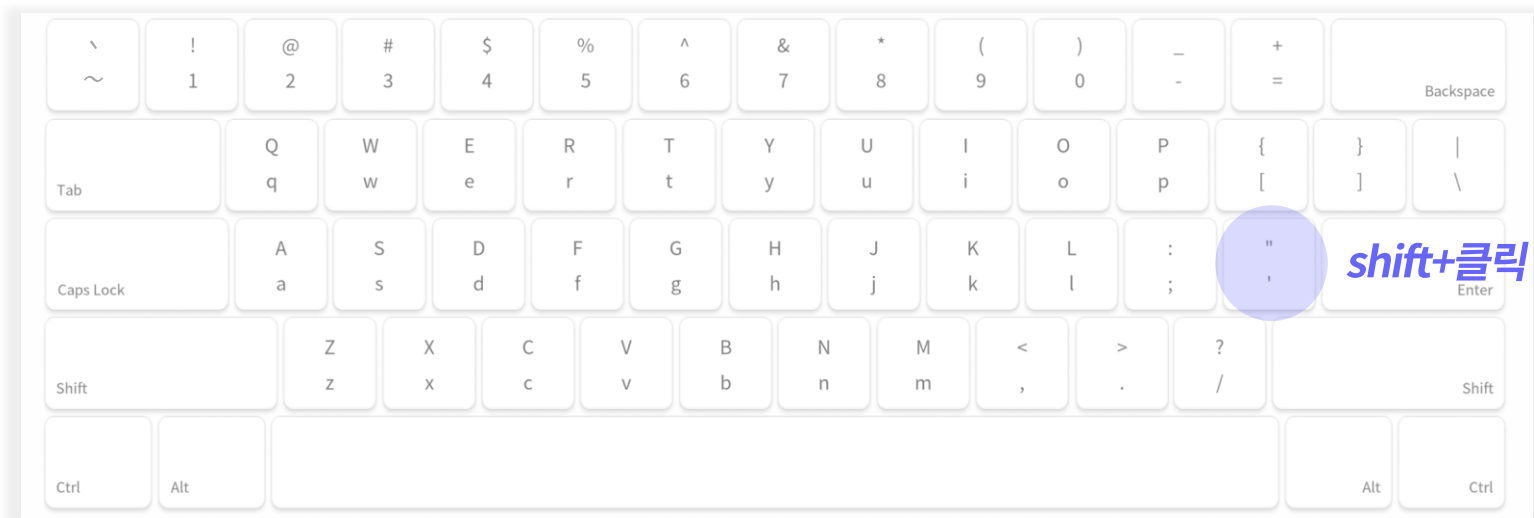 、 ! @ # $ % ^ & * ( ) _ +
~ 1 2 3 4 5 6 7 8 9 0 - = Backspace
Q W E R T Y U I O P { } |
Tab q w e r t y u i o p [ ] \
A S D F G H J K L : " shift+클릭
Caps Lock a s d f g h j k l ; ' Enter
Z X C V B N M < > ?
Shift z x c v b n m , . / Shift
Ctrl Alt Alt Ctrl